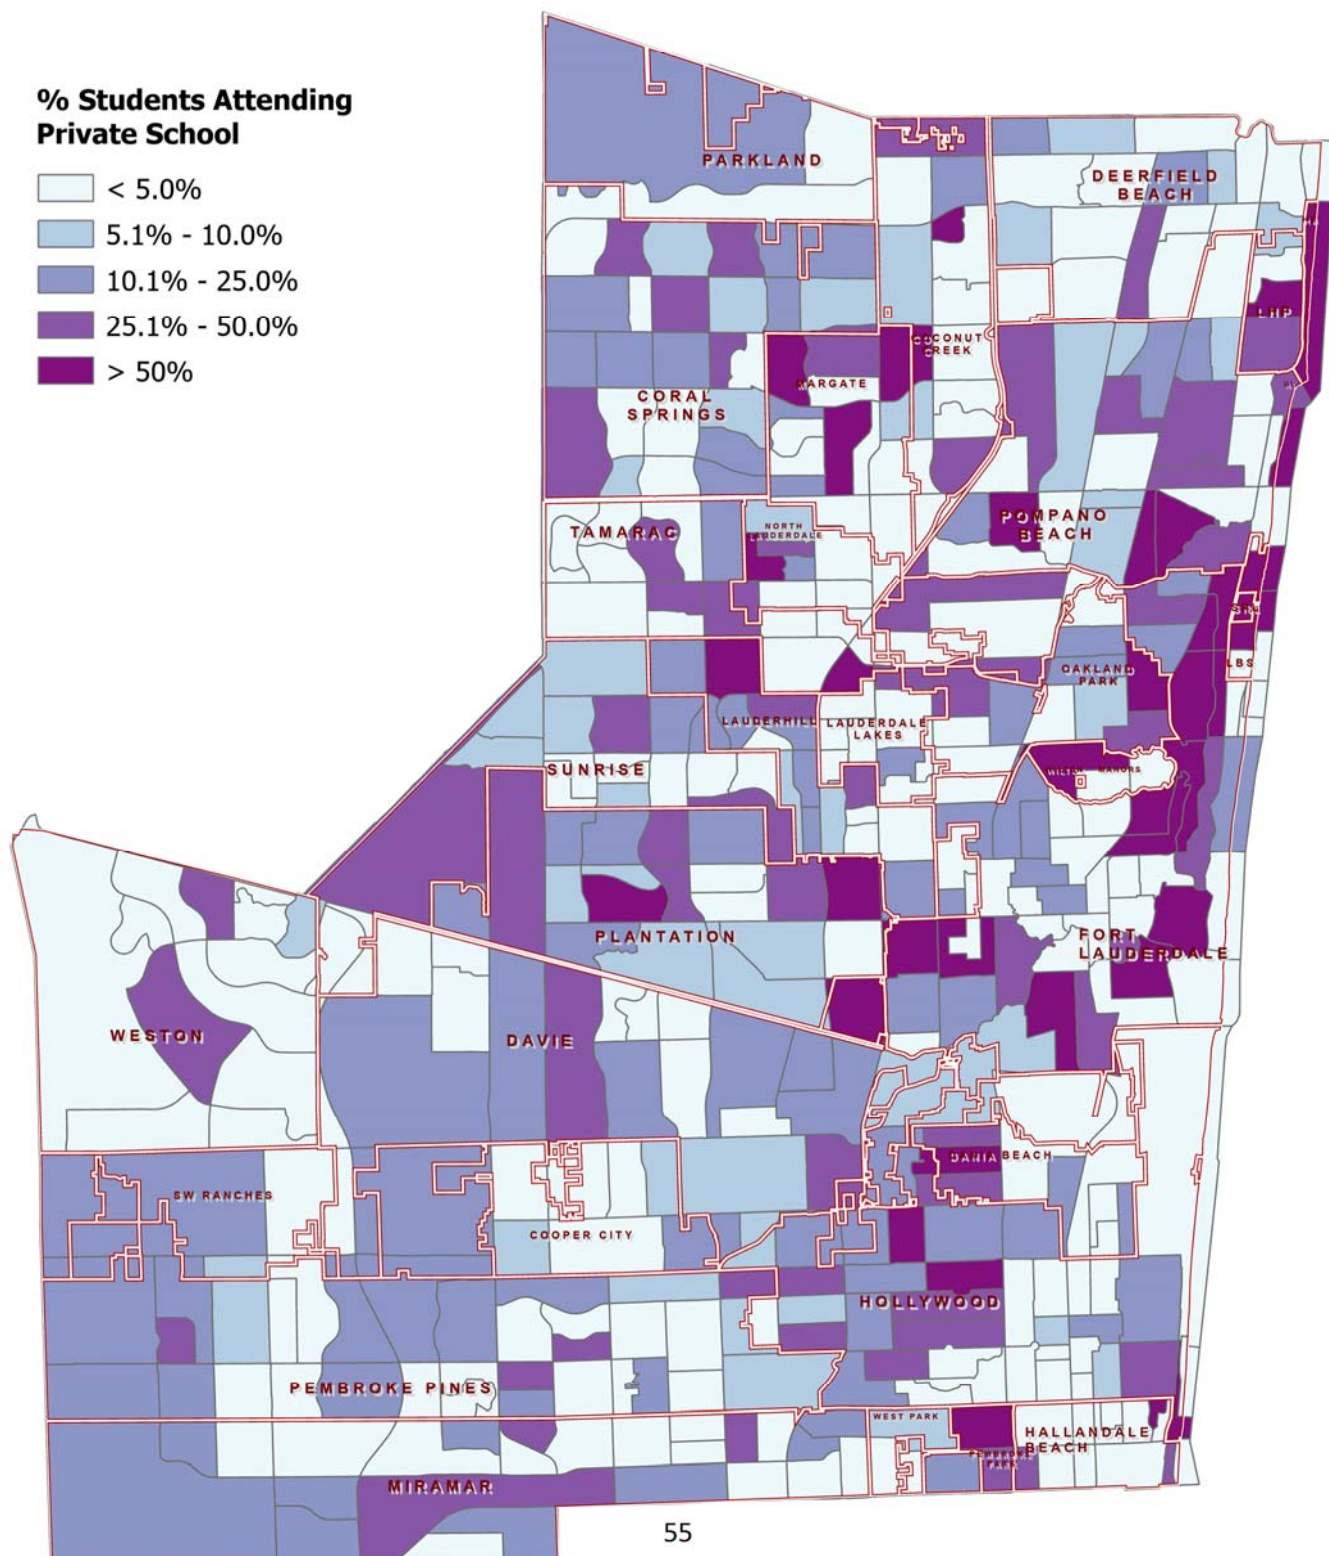 % Students Attending
Private School
< 5.0%
5.1% - 10.0%
10.1% - 25.0%
25.1% - 50.0%
> 50%
PARKLAND
DEERFIELD
BEACH
LHP
COCONUT
CREEK
MARGATE
CORAL
SPRINGS
TAMARAC
NORTH
LAUDERDALE
POMPANO
BEACH
SRL
LBS
OAKLAND
PARK
LAUDERHILL
LAUDERDALE
LAKES
SUNRISE
WILTON MANORS
PLANTATION
FORT
LAUDERDALE
WESTON
DAVIE
DANIA BEACH
SW RANCHES
COOPER CITY
HOLLYWOOD
PEMBROKE PINES
WEST PARK
HALLANDALE
BEACH
PEMBROKE
PARK
MIRAMAR
55